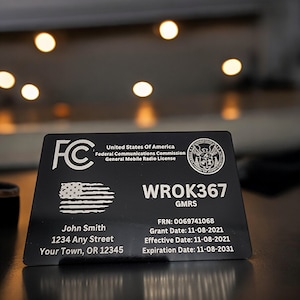 FCC
United States Of America
Federal Communications Commission
General Mobile Radio License
WROK367
GMRS
FRN: 0069741068
Grant Date: 11-08-2021
Effective Date: 11-08-2021
Expiration Date: 11-08-2031
John Smith
1234 Any Street
Your Town, OR 12345